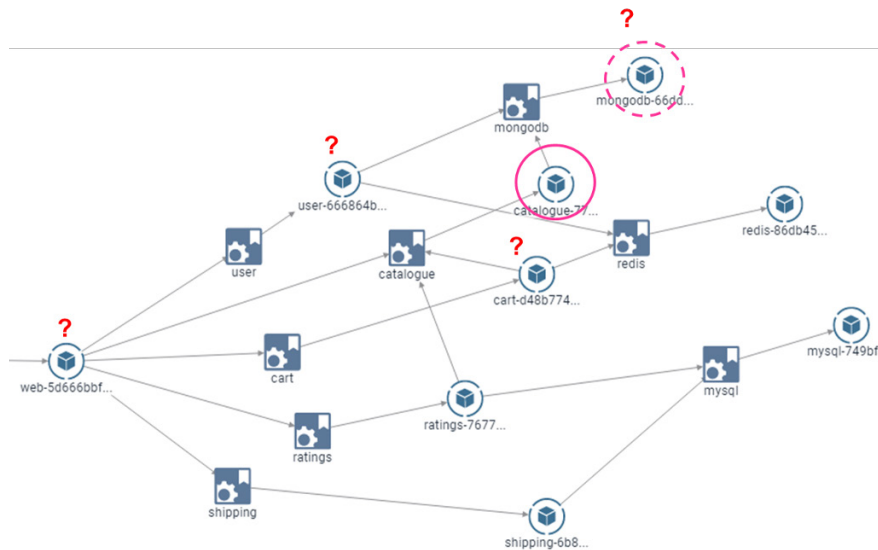 ?
mongodb-66dd...
mongodb
?
user-666864b...
catalogue-77...
redis-86db45...
user
catalogue
?
redis
cart-d48b774...
?
web-5d666bbf...
cart
mysql-749bf
mysql
ratings-7677...
ratings
shipping
shipping-6b8...